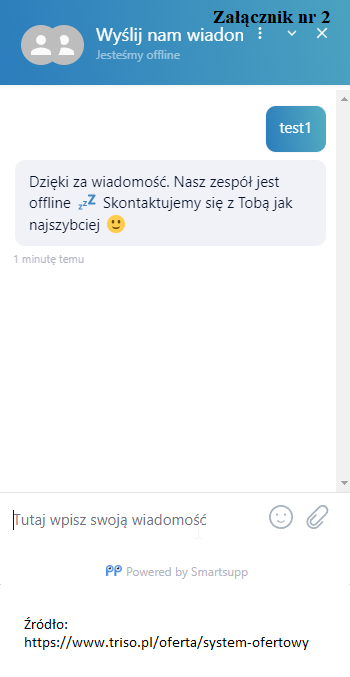 Załącznik nr 2
Wyślij nam wiadon
Jesteśmy offline
test1
Dzięki za wiadomość. Nasz zespół jest
offline 💤 Skontaktujemy się z Tobą jak
najszybciej 🙂
1 minutę temu
Tutaj wpisz swoją wiadomość
Powered by Smartsupp
Źródło:
https://www.triso.pl/oferta/system-ofertowy